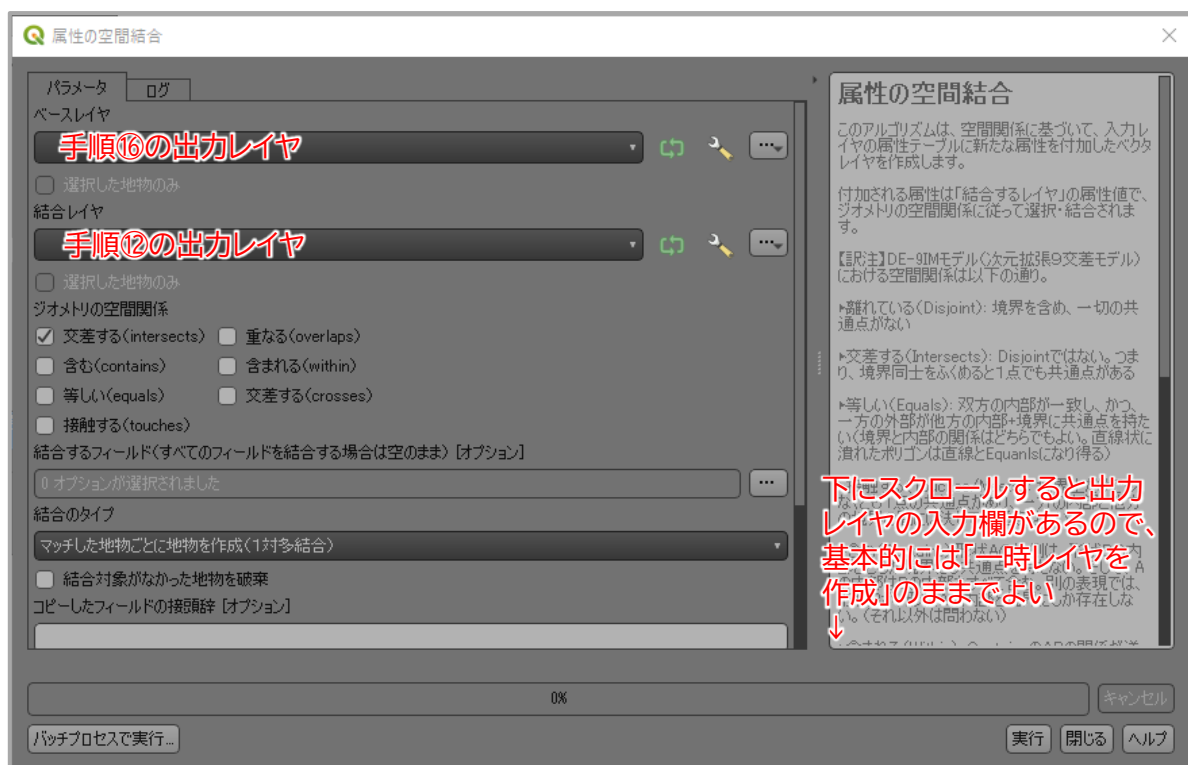 属性の空間結合
パラメータ
ログ
ベースレイヤ
手順⑯の出力レイヤ
選択した地物のみ
結合レイヤ
手順⑫の出力レイヤ
選択した地物のみ
ジオメトリの空間関係
交差する(intersects)
重なる(overlaps)
含む(contains)
含まれる(within)
等しい(equals)
交差する(crosses)
接触する(touches)
結合するフィールド(すべてのフィールドを結合する場合は空のまま) [オプション]
0 オプションが選択されました
結合のタイプ
マッチした地物ごとに地物を作成(1対多結合)
結合対象がなかった地物を破棄
コピーしたフィールドの接頭辞 [オプション]
属性の空間結合
このアルゴリズムは、空間関係に基づいて、入力レ
イヤの属性テーブルに新たな属性を付加したベクタ
レイヤを作成します。
付加される属性は「結合するレイヤ」の属性値で、
ジオメトリの空間関係に従って選択・結合されま
す。
【訳注】DE-9IMモデル(次元拡張9交差モデル)
における空間関係は以下の通り。
▶離れている(Disjoint): 境界を含め、一切の共
通点がない
▶交差する(Intersects): Disjointではない。つま
り、境界同士をふくめると1点でも共通点がある
▶等しい(Equals): 双方の内部が一致し、かつ、
一方の外部が他方の内部+境界に共通点を持た
ない(境界と内部の関係はどちらでもよい。直線状に
潰れたポリゴンは直線とEquanlsになり得る)
下にスクロールすると出力
レイヤの入力欄があるので、
基本的には「一時レイヤを
作成」のままでよい
↓
い。(それ以外は問わない)
0%
キャンセル
バッチプロセスで実行...
実行
閉じる
ヘルプ